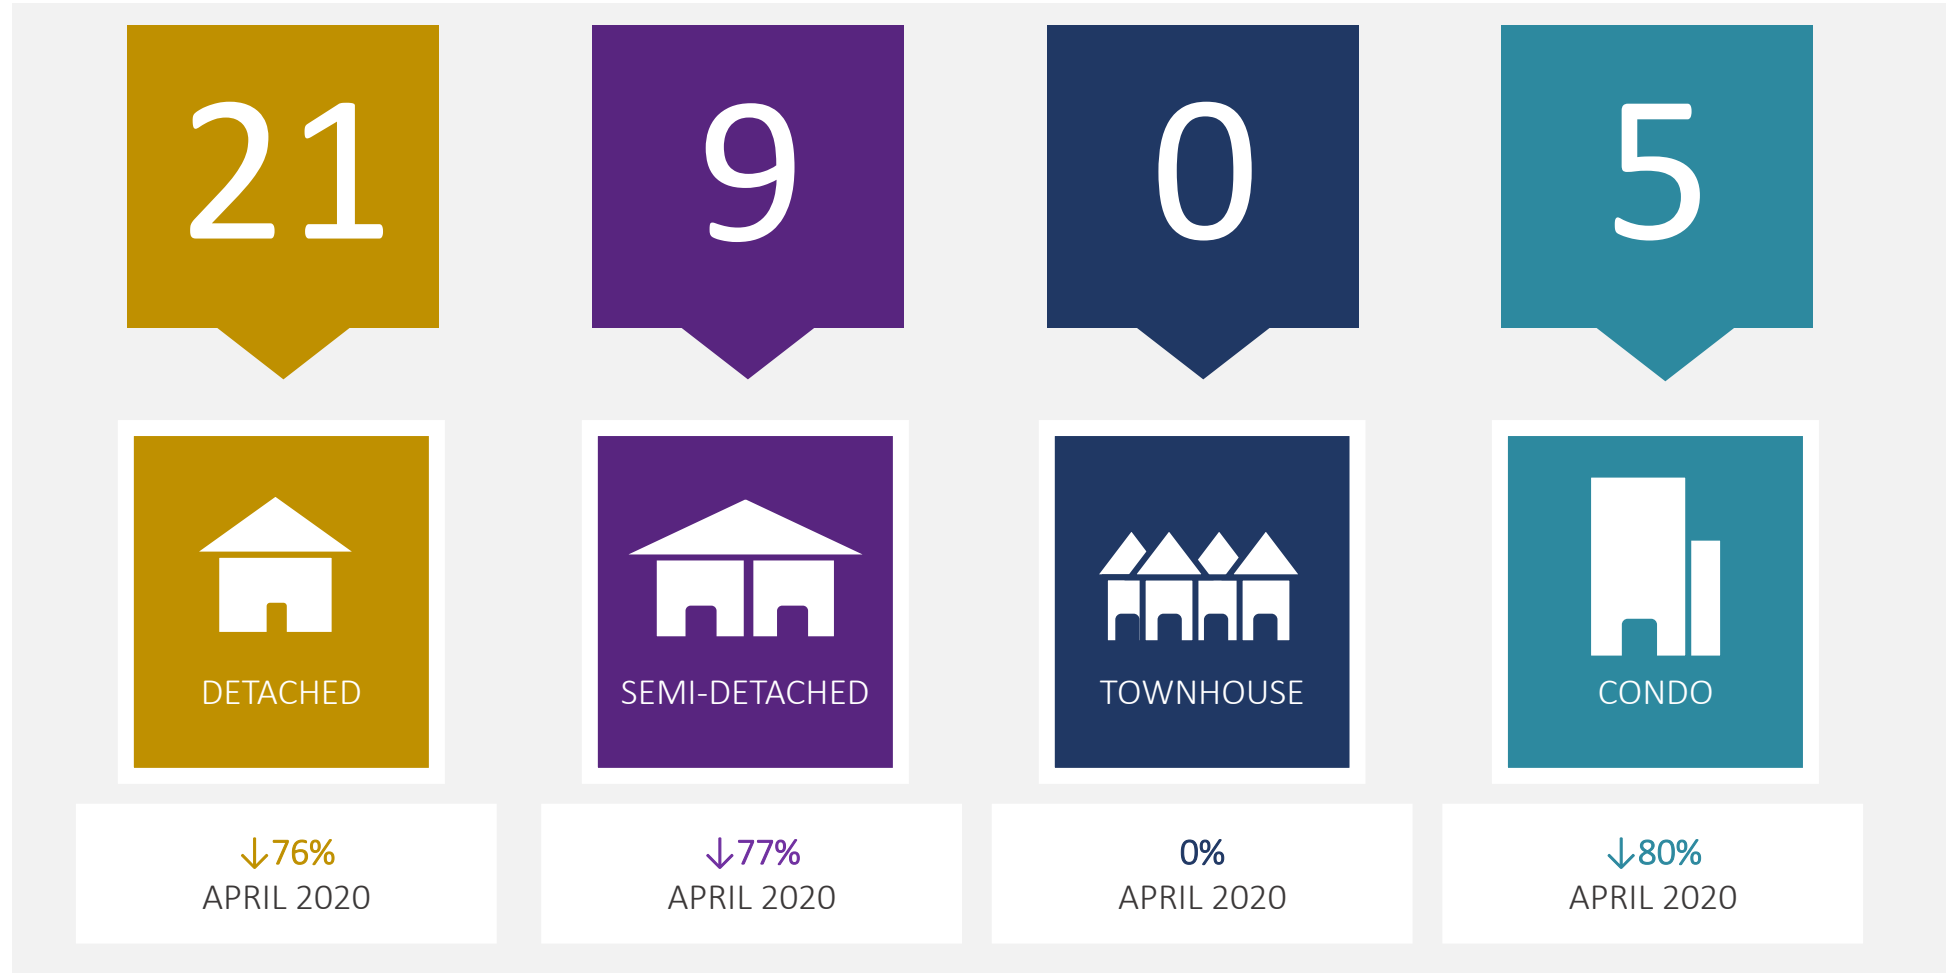 21
9
0
5
DETACHED
SEMI-DETACHED
TOWNHOUSE
CONDO
↓76%
APRIL 2020
↓77%
APRIL 2020
0%
APRIL 2020
↓80%
APRIL 2020